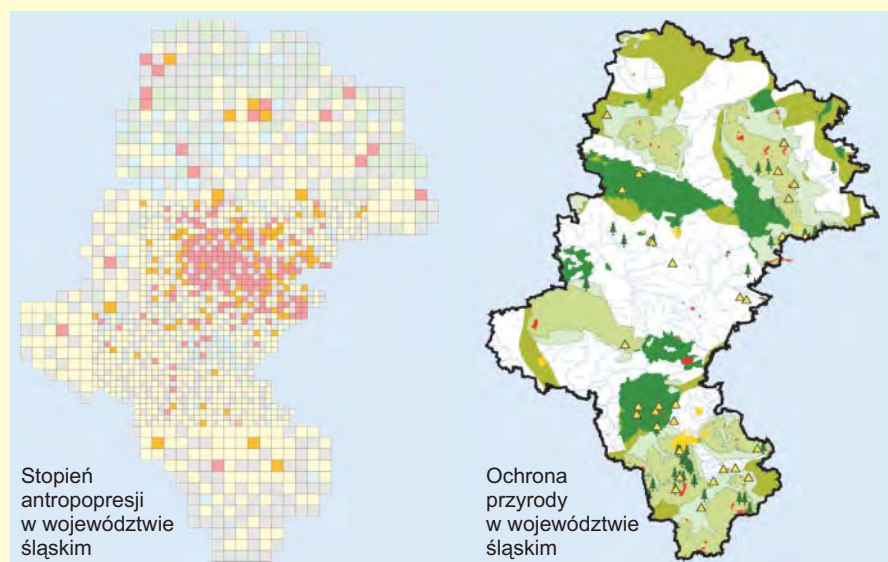 Stopień
antropopresji
w województwie
śląskim
Ochrona
przyrody
w województwie
śląskim